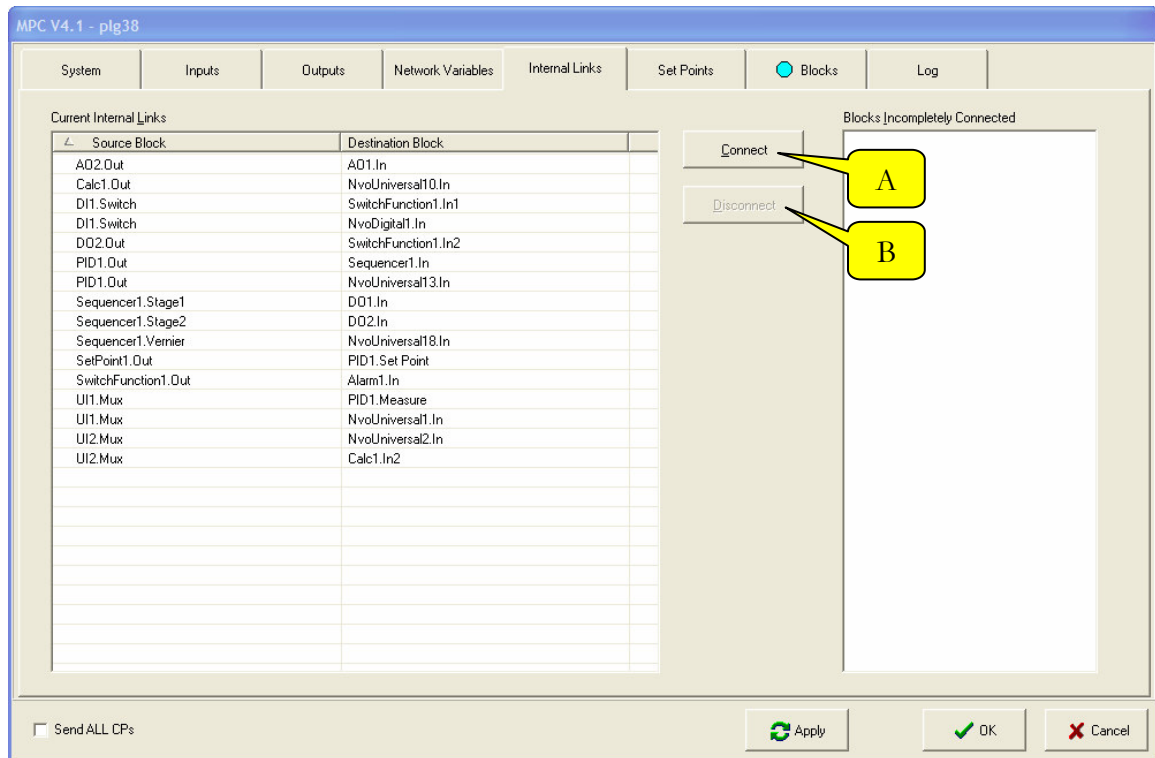 MPC V4.1 - plg38
System Inputs Outputs Network Variables Internal Links Set Points Blocks Log
Current Internal Links
Blocks Incompletely Connected
Source Block Destination Block
AO2.Out AO1.In
Calc1.Out NvoUniversal10.In
DI1.Switch SwitchFunction1.In1
DI1.Switch NvoDigital1.In
DO2.Out SwitchFunction1.In2
PID1.Out Sequencer1.In
PID1.Out NvoUniversal13.In
Sequencer1.Stage1 DO1.In
Sequencer1.Stage2 DO2.In
Sequencer1.Vernier NvoUniversal18.In
SetPoint1.Out PID1.Set Point
SwitchFunction1.Out Alarm1.In
UI1.Mux PID1.Measure
UI1.Mux NvoUniversal1.In
UI2.Mux NvoUniversal2.In
UI2.Mux Calc1.In2
Connect
A
Disconnect
B
Send ALL CPs
Apply OK Cancel